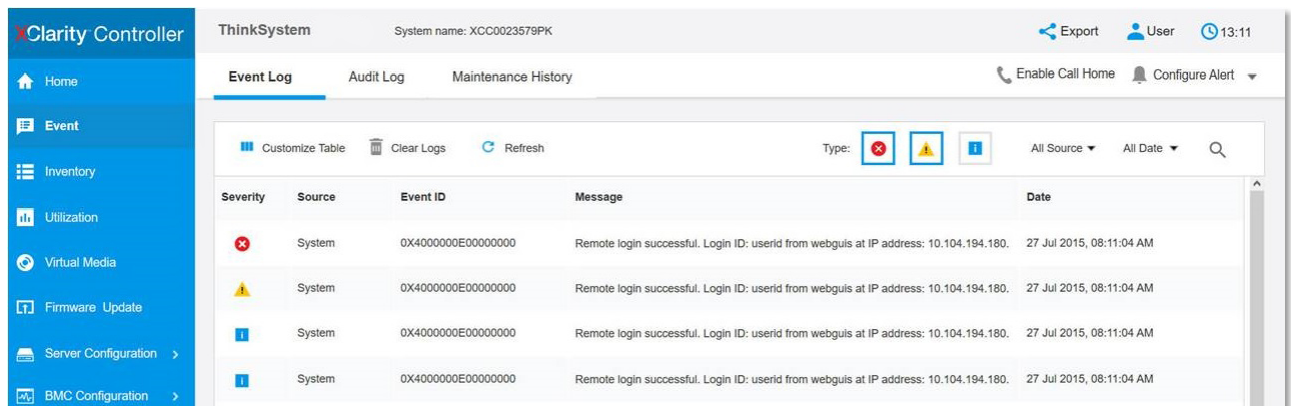 XClarity Controller
ThinkSystem System name: XCC0023579PK Export User 13:11
Home
Event Log Audit Log Maintenance History Enable Call Home Configure Alert
Event
Customize Table Clear Logs Refresh Type: All Source All Date
Inventory
Severity Source Event ID Message Date
Utilization
System 0X4000000E00000000 Remote login successful. Login ID: userid from webguis at IP address: 10.104.194.180. 27 Jul 2015, 08:11:04 AM
Virtual Media
System 0X4000000E00000000 Remote login successful. Login ID: userid from webguis at IP address: 10.104.194.180. 27 Jul 2015, 08:11:04 AM
Firmware Update
System 0X4000000E00000000 Remote login successful. Login ID: userid from webguis at IP address: 10.104.194.180. 27 Jul 2015, 08:11:04 AM
Server Configuration
System 0X4000000E00000000 Remote login successful. Login ID: userid from webguis at IP address: 10.104.194.180. 27 Jul 2015, 08:11:04 AM
BMC Configuration